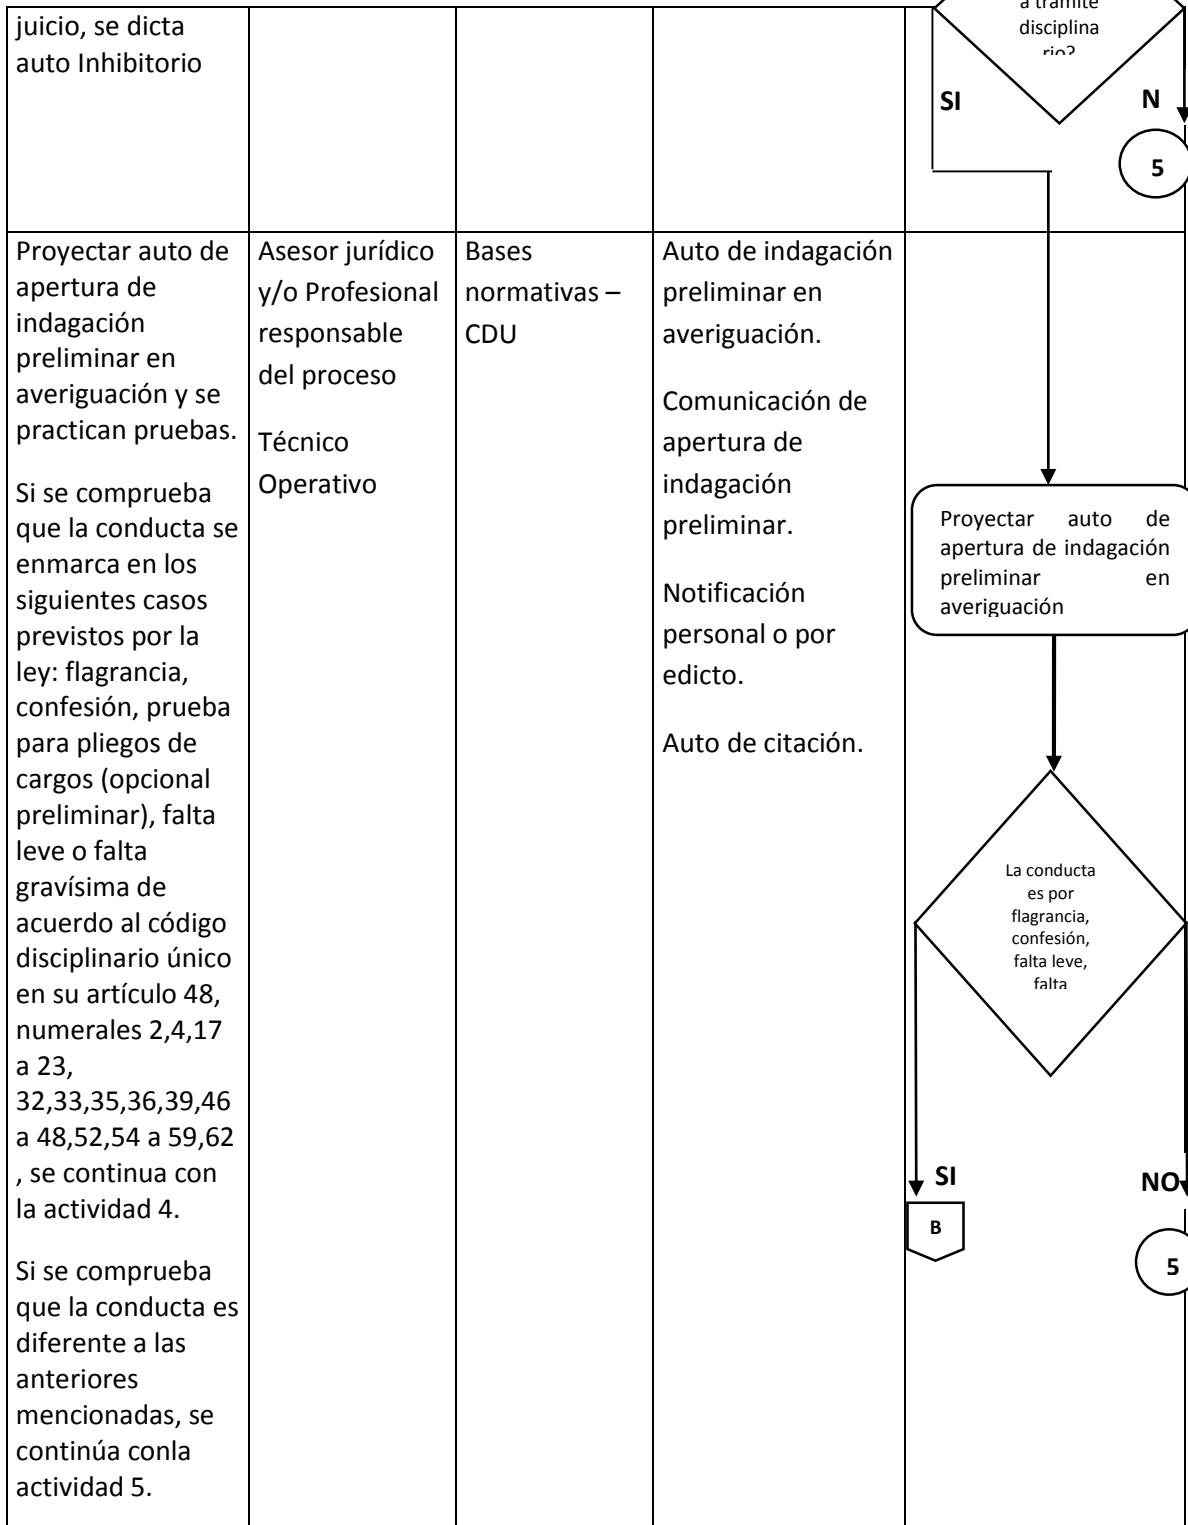 juicio, se dicta
auto Inhibitorio
a trámite
disciplina
rio?
SI
N
5
Proyectar auto de
apertura de
indagación
preliminar en
averiguación y se
practican pruebas.
Si se comprueba
que la conducta se
enmarca en los
siguientes casos
previstos por la
ley: flagrancia,
confesión, prueba
para pliegos de
cargos (opcional
preliminar), falta
leve o falta
gravísima de
acuerdo al código
disciplinario único
en su artículo 48,
numerales 2,4,17
a 23,
32,33,35,36,39,46
a 48,52,54 a 59,62
, se continua con
la actividad 4.
Si se comprueba
que la conducta es
diferente a las
anteriores
mencionadas, se
continúa conla
actividad 5.
Asesor jurídico
y/o Profesional
responsable
del proceso
Técnico
Operativo
Bases
normativas –
CDU
Auto de indagación
preliminar en
averiguación.
Comunicación de
apertura de
indagación
preliminar.
Notificación
personal o por
edicto.
Auto de citación.
Proyectar auto de
apertura de indagación
preliminar en
averiguación
La conducta
es por
flagrancia,
confesión,
falta leve,
falta
SI
NO
B
5